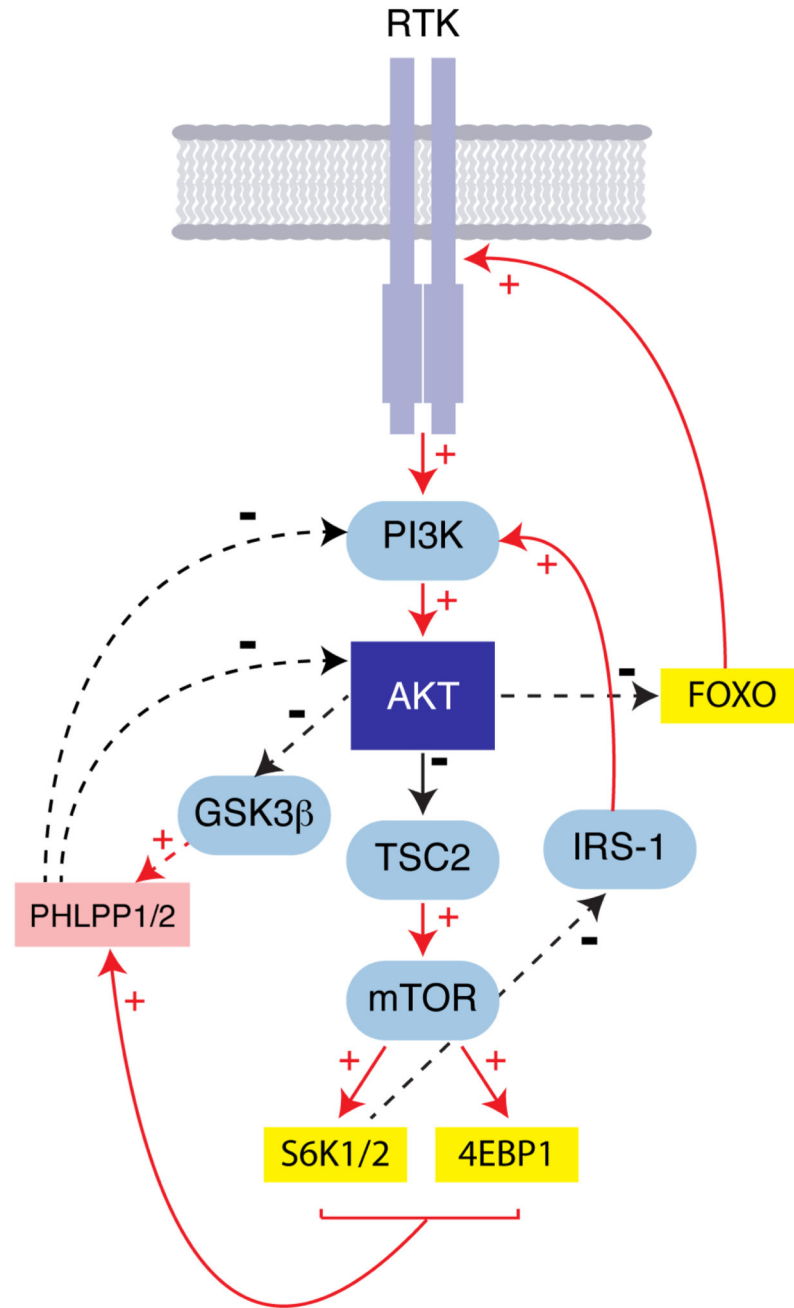 RTK
+
+
-
PI3K
+
+
-
-
AKT
FOXO
-
-
GSK3β
+
TSC2
IRS-1
PHLPP1/2
+
-
mTOR
+
+
+
S6K1/2
4EBP1